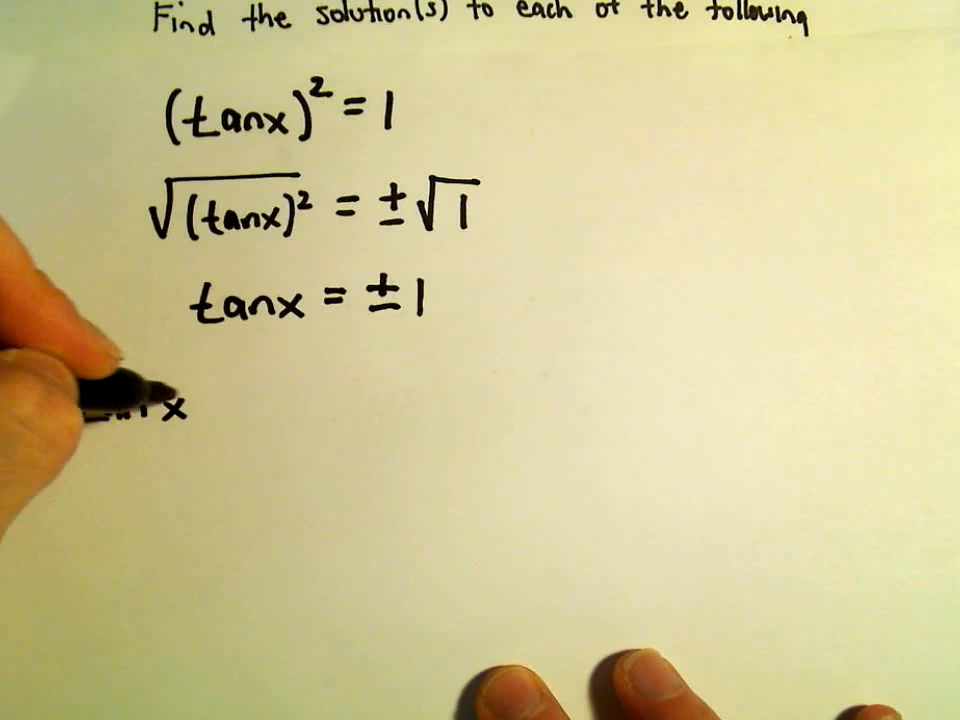 Find the solution(s) to each of the following
(tanx)² = 1
√(tanx)² = ±√1
tanx = ±1
x